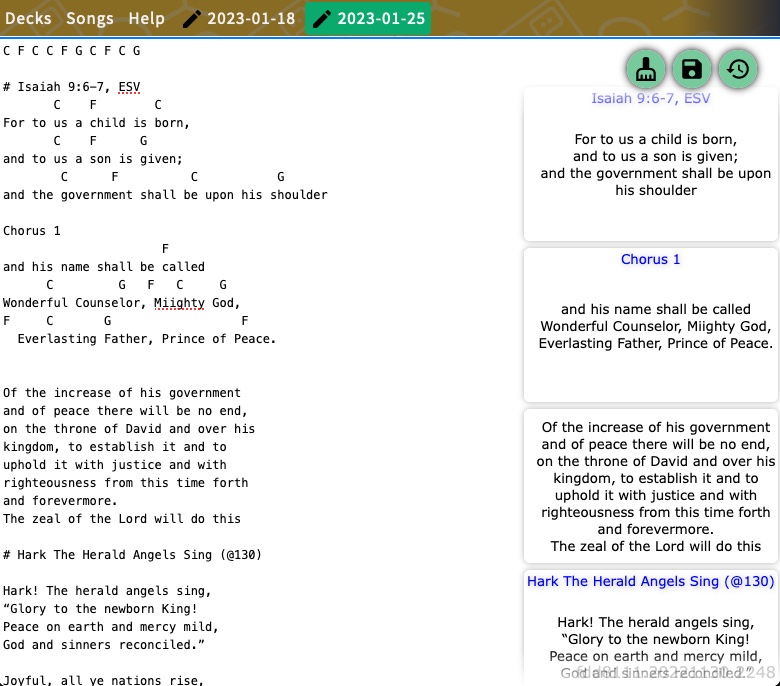 Decks Songs Help 2023-01-18 2023-01-25
C F C C F G C F C G
# Isaiah 9:6-7, ESV
C F C
For to us a child is born,
C F G
and to us a son is given;
C F C G
and the government shall be upon his shoulder
Chorus 1
F
and his name shall be called
C G F C G
Wonderful Counselor, Miighty God,
F C G F
Everlasting Father, Prince of Peace.
Of the increase of his government
and of peace there will be no end,
on the throne of David and over his
kingdom, to establish it and to
uphold it with justice and with
righteousness from this time forth
and forevermore.
The zeal of the Lord will do this
# Hark The Herald Angels Sing (@130)
Hark! The herald angels sing,
“Glory to the newborn King!
Peace on earth and mercy mild,
God and sinners reconciled.”
Joyful, all ye nations rise,
Isaiah 9:6-7, ESV
For to us a child is born,
and to us a son is given;
and the government shall be upon
his shoulder
Chorus 1
and his name shall be called
Wonderful Counselor, Miighty God,
Everlasting Father, Prince of Peace.
Of the increase of his government
and of peace there will be no end,
on the throne of David and over his
kingdom, to establish it and to
uphold it with justice and with
righteousness from this time forth
and forevermore.
The zeal of the Lord will do this
Hark The Herald Angels Sing (@130)
Hark! The herald angels sing,
“Glory to the newborn King!
Peace on earth and mercy mild,
God and sinners reconciled.”